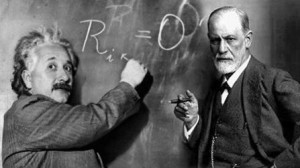 Rik = 0